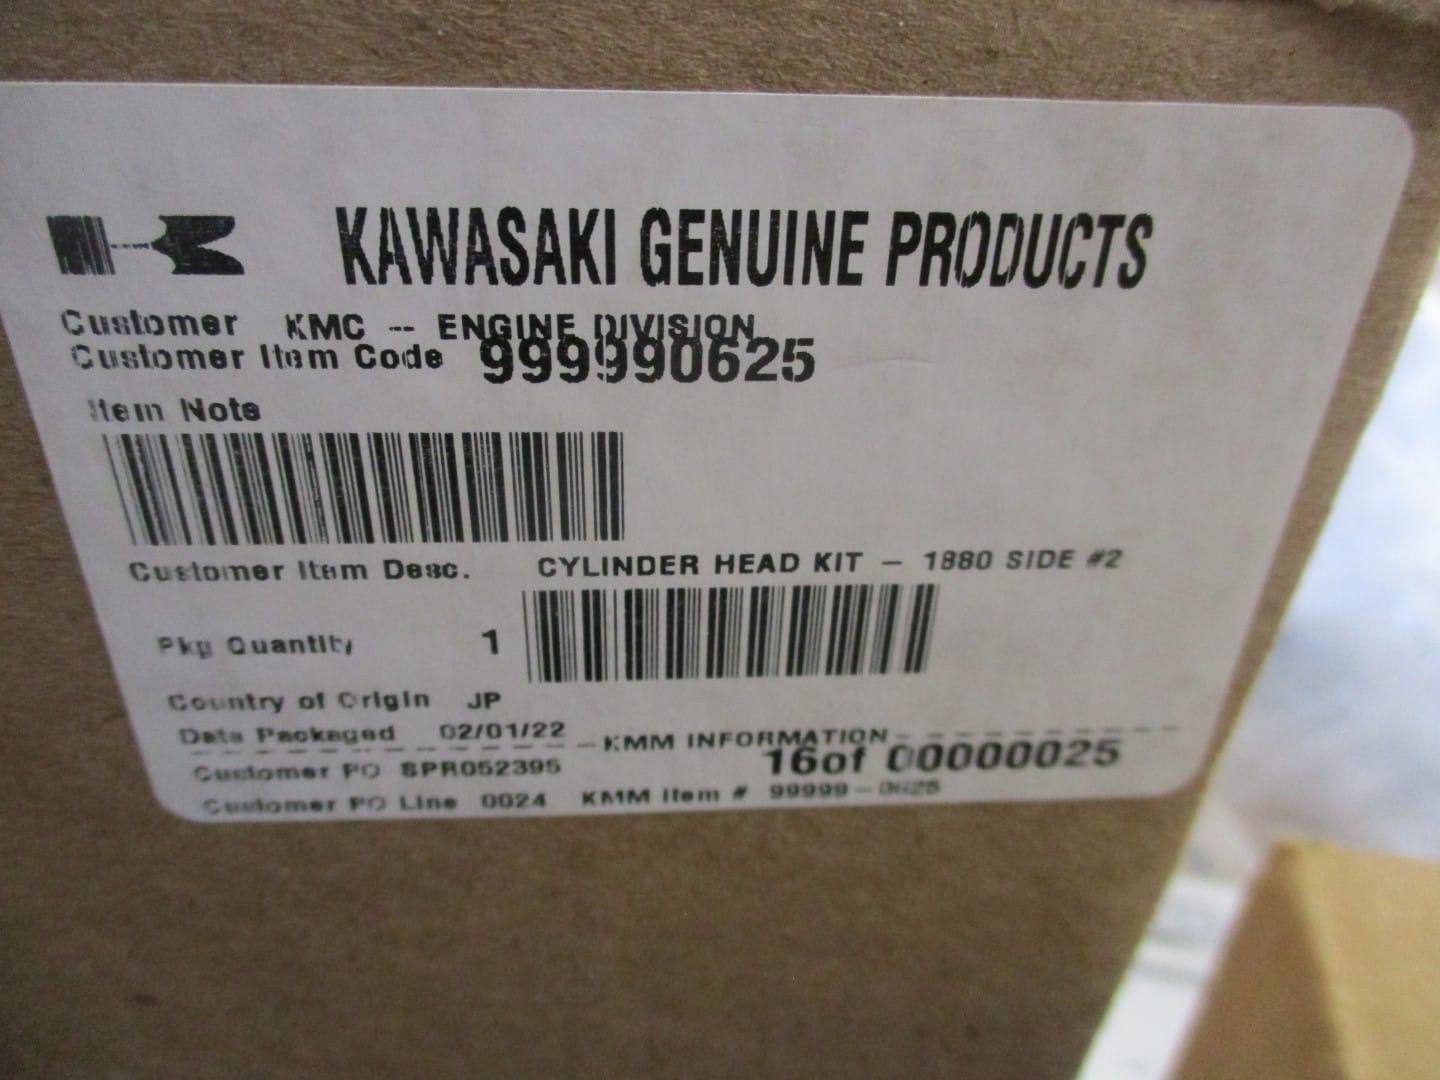 KAWASAKI GENUINE PRODUCTS
Customer KMC -- ENGINE DIVISION
Customer Item Code 999990625
Item Note
Customer Item Desc. CYLINDER HEAD KIT - 1880 SIDE #2
Pkg Quantity 1
Country of Origin JP
Date Packaged 02/01/22
KMM INFORMATION
Customer PO SPR052395 16of 00000025
Customer PO Line 0024 KMM Item # 99999-0625